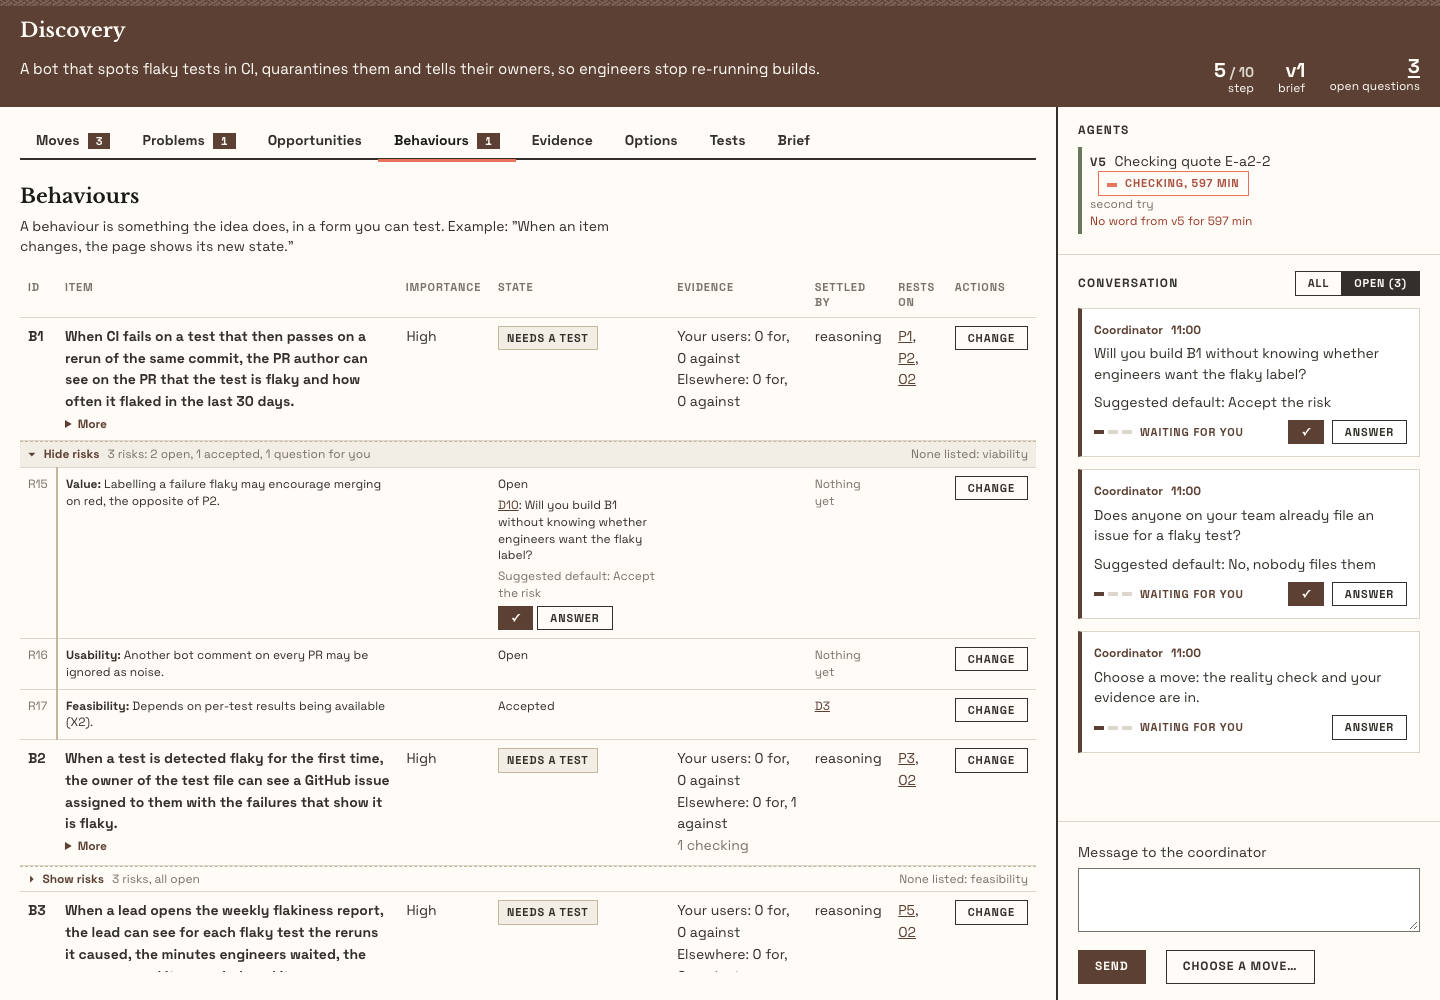 Discovery
A bot that spots flaky tests in CI, quarantines them and tells their owners, so engineers stop re-running builds.
5 / 10
step
v1
brief
3
open questions
Moves 3
Problems 1
Opportunities
Behaviours 1
Evidence
Options
Tests
Brief
Behaviours
A behaviour is something the idea does, in a form you can test. Example: "When an item
changes, the page shows its new state."
ID
ITEM
IMPORTANCE
STATE
EVIDENCE
SETTLED
BY
RESTS
ON
ACTIONS
B1
When CI fails on a test that then passes on a
rerun of the same commit, the PR author can
see on the PR that the test is flaky and how
often it flaked in the last 30 days.
More
High
NEEDS A TEST
Your users: 0 for,
0 against
Elsewhere: 0 for,
0 against
reasoning
P1,
P2,
O2
CHANGE
Hide risks 3 risks: 2 open, 1 accepted, 1 question for you
None listed: viability
R15
Value: Labelling a failure flaky may encourage merging
on red, the opposite of P2.
Open
D10: Will you build B1
without knowing whether
engineers want the flaky
label?
Suggested default: Accept
the risk
✓
ANSWER
Nothing
yet
CHANGE
R16
Usability: Another bot comment on every PR may be
ignored as noise.
Open
Nothing
yet
CHANGE
R17
Feasibility: Depends on per-test results being available
(X2).
Accepted
D3
CHANGE
B2
When a test is detected flaky for the first time,
the owner of the test file can see a GitHub issue
assigned to them with the failures that show it
is flaky.
More
High
NEEDS A TEST
Your users: 0 for,
0 against
Elsewhere: 0 for, 1
against
1 checking
reasoning
P3,
O2
CHANGE
Show risks 3 risks, all open
None listed: feasibility
B3
When a lead opens the weekly flakiness report,
the lead can see for each flaky test the reruns
it caused, the minutes engineers waited, the
High
NEEDS A TEST
Your users: 0 for,
0 against
Elsewhere: 0 for,
reasoning
P5,
O2
CHANGE
AGENTS
V5 Checking quote E-a2-2
CHECKING, 597 MIN
second try
No word from v5 for 597 min
CONVERSATION
ALL
OPEN (3)
Coordinator 11:00
Will you build B1 without knowing whether
engineers want the flaky label?
Suggested default: Accept the risk
WAITING FOR YOU
✓
ANSWER
Coordinator 11:00
Does anyone on your team already file an
issue for a flaky test?
Suggested default: No, nobody files them
WAITING FOR YOU
✓
ANSWER
Coordinator 11:00
Choose a move: the reality check and your
evidence are in.
WAITING FOR YOU
ANSWER
Message to the coordinator
SEND
CHOOSE A MOVE…